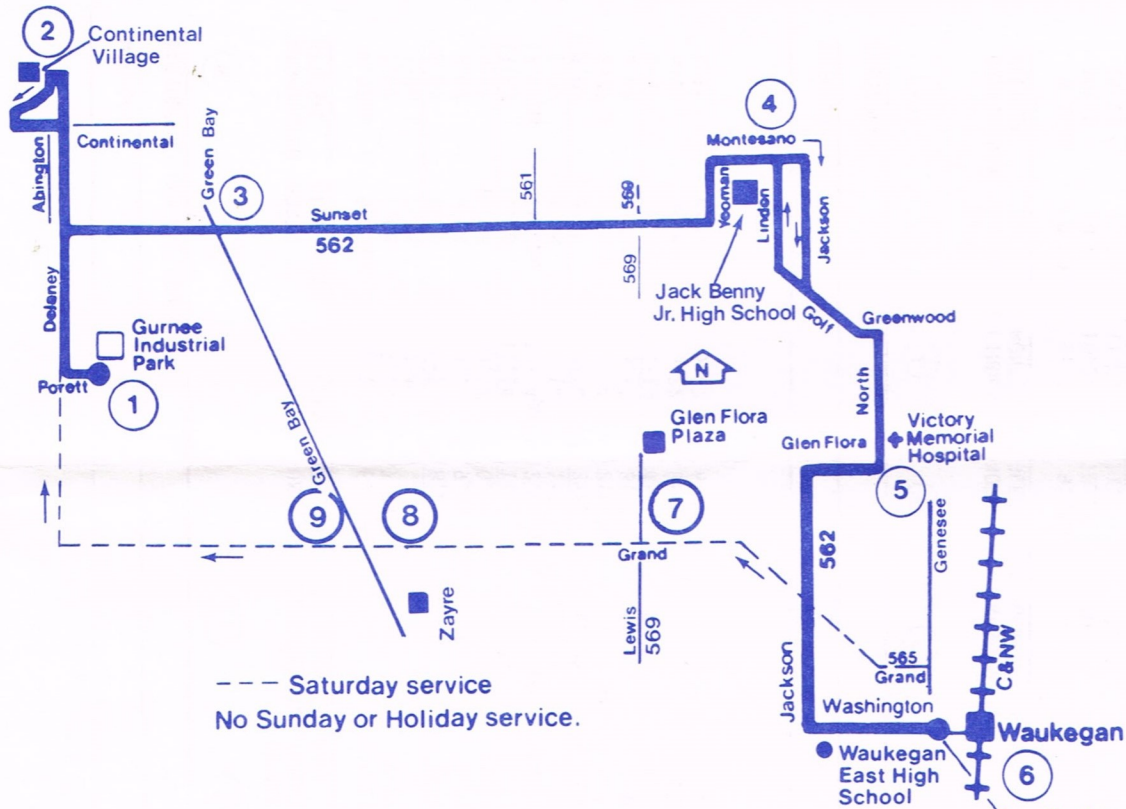 2
Continental
Village
Continental
Abington
Green Bay
3
Sunset
562
561
560
569
4
Montesano
Yeoman
Linden
Jackson
Jack Benny
Jr. High School
Golf
Greenwood
Delaney
Gurnee
Industrial
Park
Porett
1
N
North
Glen Flora
Plaza
Glen Flora
Victory
Memorial
Hospital
5
Green Bay
9
8
7
Grand
562
Genesee
Zayre
Lewis
569
565
Grand
C&NW
Jackson
Washington
Waukegan
Waukegan
East High
School
6
--- Saturday service
No Sunday or Holiday service.